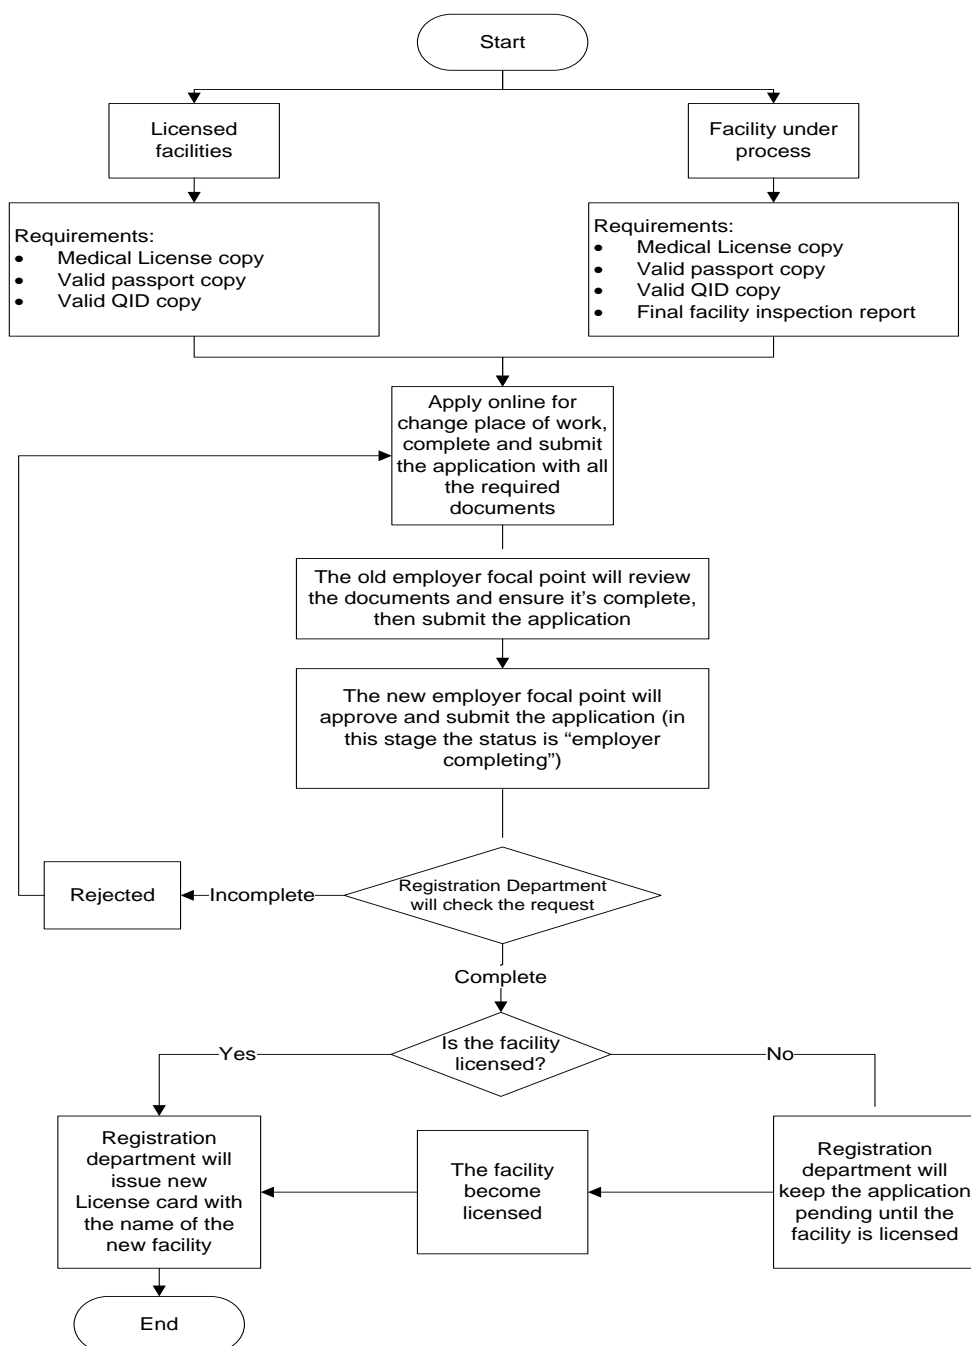 Start
Licensed
facilities
Facility under
process
Requirements:
• Medical License copy
• Valid passport copy
• Valid QID copy
Requirements:
• Medical License copy
• Valid passport copy
• Valid QID copy
• Final facility inspection report
Apply online for
change place of work,
complete and submit
the application with all
the required
documents
The old employer focal point will review
the documents and ensure it’s complete,
then submit the application
The new employer focal point will
approve and submit the application (in
this stage the status is “employer
completing”)
Registration Department
will check the request
Incomplete
Rejected
Complete
Is the facility
licensed?
Yes
No
Registration
department will
issue new
License card with
the name of the
new facility
The facility
become
licensed
Registration
department will
keep the application
pending until the
facility is licensed
End